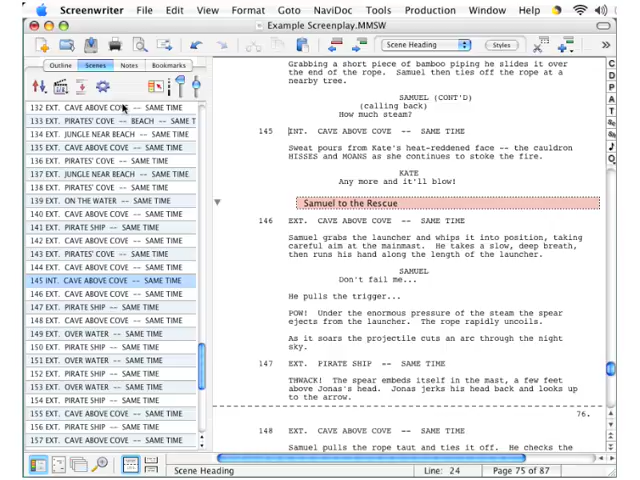 Screenwriter File Edit View Format Goto NaviDoc Tools Production Window Help
Example Screenplay.MMSW
Scene Heading Styles
Outline Scenes Notes Bookmarks
132 EXT. CAVE ABOVE COVE -- SAME TIME
133 EXT. PIRATES' COVE -- BEACH -- SAME T
134 EXT. JUNGLE NEAR BEACH -- SAME TIME
135 EXT. CAVE ABOVE COVE -- SAME TIME
136 EXT. PIRATES' COVE -- SAME TIME
137 EXT. JUNGLE NEAR BEACH -- SAME TIME
138 EXT. PIRATES' COVE -- SAME TIME
139 EXT. ON THE WATER -- SAME TIME
140 EXT. CAVE ABOVE COVE -- SAME TIME
141 EXT. PIRATE SHIP -- SAME TIME
142 EXT. CAVE ABOVE COVE -- SAME TIME
143 EXT. PIRATES' COVE -- SAME TIME
144 EXT. CAVE ABOVE COVE -- SAME TIME
145 INT. CAVE ABOVE COVE -- SAME TIME
146 EXT. CAVE ABOVE COVE -- SAME TIME
147 EXT. PIRATE SHIP -- SAME TIME
148 EXT. CAVE ABOVE COVE -- SAME TIME
149 EXT. OVER WATER -- SAME TIME
150 EXT. PIRATE SHIP -- SAME TIME
151 EXT. OVER WATER -- SAME TIME
152 EXT. PIRATE SHIP -- SAME TIME
153 EXT. OVER WATER -- SAME TIME
154 EXT. PIRATE SHIP -- SAME TIME
155 EXT. CAVE ABOVE COVE -- SAME TIME
156 EXT. PIRATE SHIP -- SAME TIME
157 EXT. CAVE ABOVE COVE -- SAME TIME
Grabbing a short piece of bamboo piping he slides it over
the end of the rope. Samuel then ties off the rope at a
nearby tree.
SAMUEL (CONT'D)
(calling back)
How much steam?
145 INT. CAVE ABOVE COVE -- SAME TIME
Sweat pours from Kate's heat-reddened face -- the cauldron
HISSES and MOANS as she continues to stoke the fire.
KATE
Any more and it'll blow!
Samuel to the Rescue
146 EXT. CAVE ABOVE COVE -- SAME TIME
Samuel grabs the launcher and whips it into position, taking
careful aim at the mainmast. He takes a slow, deep breath,
then runs his hand along the length of the launcher.
SAMUEL
Don't fail me...
He pulls the trigger...
POW! Under the enormous pressure of the steam the spear
ejects from the launcher. The rope rapidly uncoils.
As it soars the projectile cuts an arc through the night
sky.
147 EXT. PIRATE SHIP -- SAME TIME
THWACK! The spear embeds itself in the mast, a few feet
above Jonas's head. Jonas jerks his head back and looks up
to the arrow.
76.
148 EXT. CAVE ABOVE COVE -- SAME TIME
Samuel pulls the rope taut and ties it off. He checks the
C
D
P
A
T
Scene Heading Line: 24 Page 75 of 87